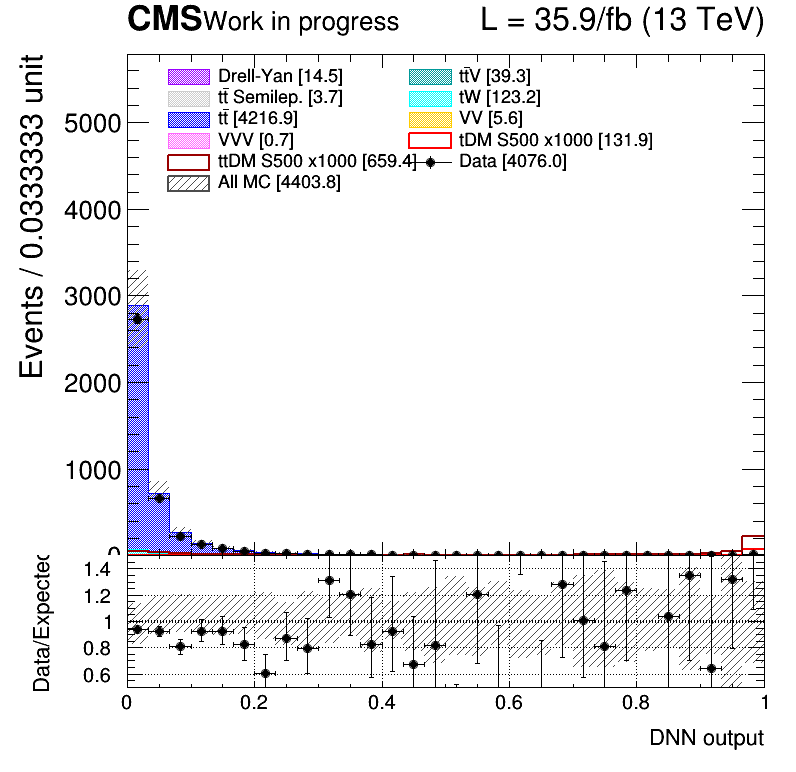 CMS Work in progress L = 35.9/fb (13 TeV)
Events / 0.0333333 unit
Drell-Yan [14.5] tt̄V [39.3]
tt̄ Semilep. [3.7] tW [123.2]
tt̄ [4216.9] VV [5.6]
VVV [0.7] tDM S500 x1000 [131.9]
ttDM S500 x1000 [659.4] Data [4076.0]
All MC [4403.8]
5000
4000
3000
2000
1000
0
Data/Expected
1.4
1.2
1
0.8
0.6
0 0.2 0.4 0.6 0.8 1
DNN output